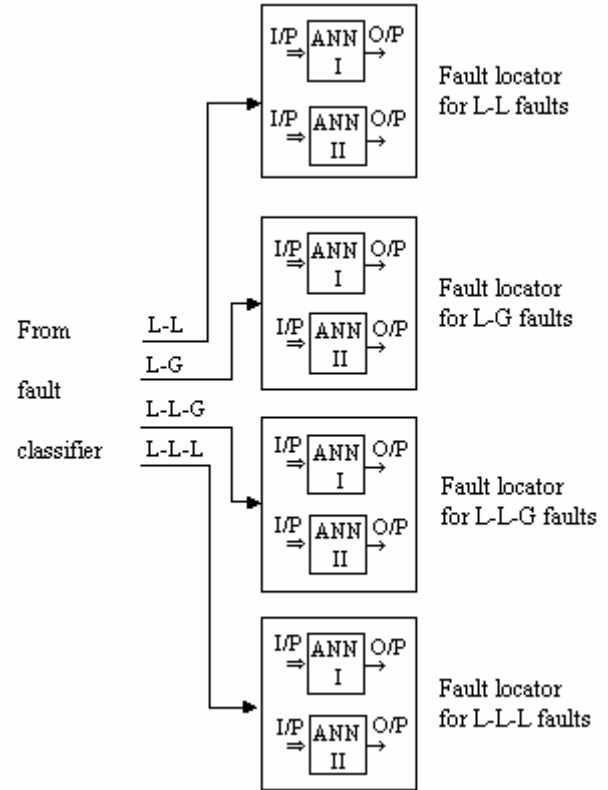 I/P ANN O/P
⇒ I →
I/P ANN O/P
⇒ II →
Fault locator
for L-L faults
I/P ANN O/P
⇒ I →
I/P ANN O/P
⇒ II →
Fault locator
for L-G faults
From
fault
classifier
L-L
L-G
L-L-G
L-L-L
I/P ANN O/P
⇒ I →
I/P ANN O/P
⇒ II →
Fault locator
for L-L-G faults
I/P ANN O/P
⇒ I →
I/P ANN O/P
⇒ II →
Fault locator
for L-L-L faults